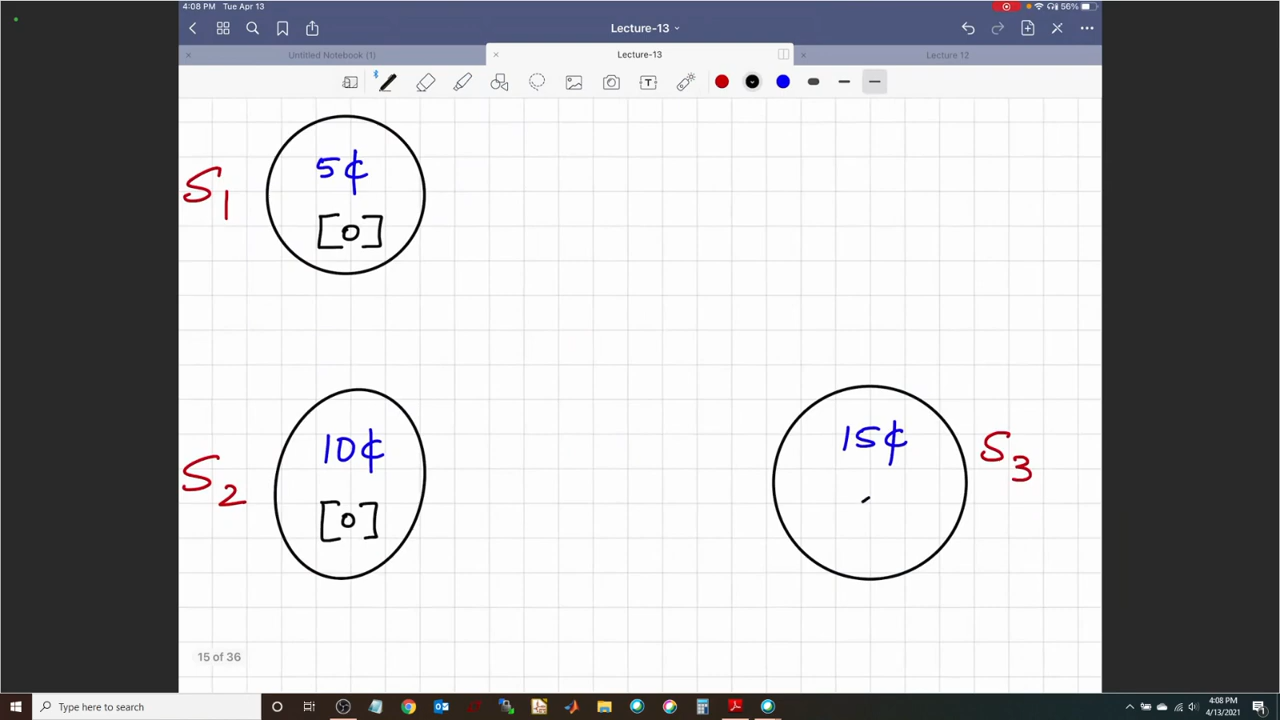 4:08 PM Tue Apr 13
56%
Lecture-13
Untitled Notebook (1)
Lecture-13
Lecture 12
T
S1
5¢
[0]
S2
10¢
[0]
15¢
S3
15 of 36
Type here to search
4:08 PM
4/13/2021